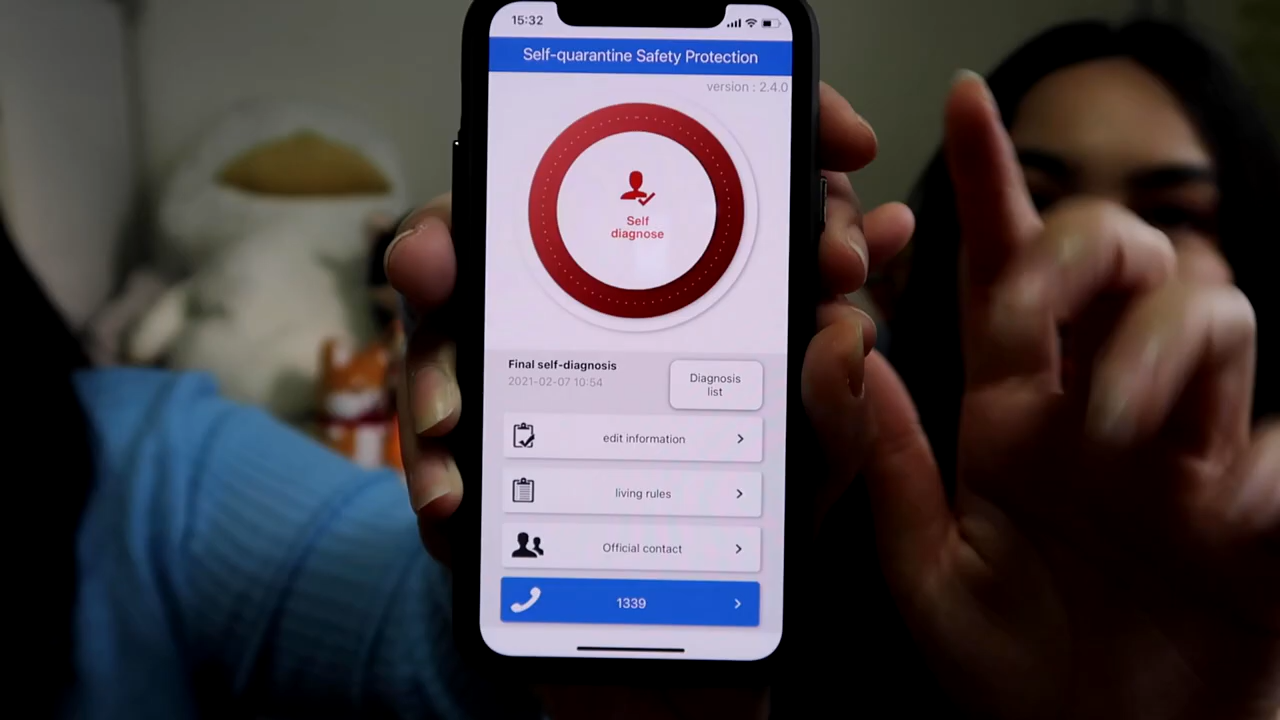 15:32
Self-quarantine Safety Protection
version : 2.4.0
Self
diagnose
Final self-diagnosis
2021-02-07 10:54
Diagnosis
list
edit information
living rules
Official contact
1339